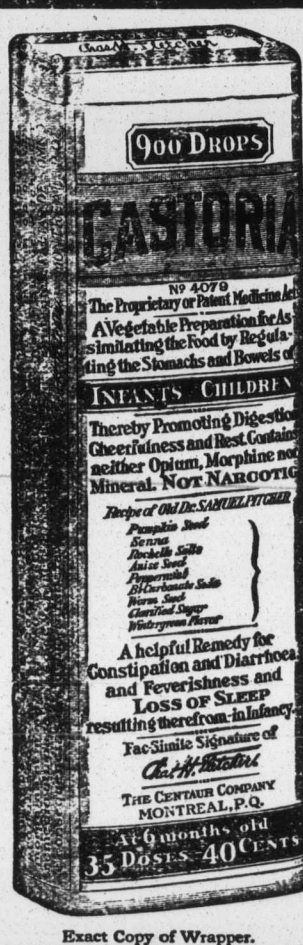 Chas. H. Fletcher
900 DROPS
CASTORIA
Nº 4079
The Proprietary or Patent Medicine Act
A Vegetable Preparation for As-
similating the Food by Regula-
ting the Stomachs and Bowels of
INFANTS CHILDREN
Thereby Promoting Digestion
Cheerfulness and Rest. Contains
neither Opium, Morphine nor
Mineral. NOT NARCOTIC
Recipe of Old Dr. SAMUEL PITCHER
Pumpkin Seed
Senna
Rochelle Salts
Anise Seed
Peppermint
Bi-Carbonate Soda
Worm Seed
Clarified Sugar
Wintergreen Flavor
A helpful Remedy for
Constipation and Diarrhoea
and Feverishness and
LOSS OF SLEEP
resulting therefrom-in Infancy.
Fac-Simile Signature of
Chas. H. Fletcher.
THE CENTAUR COMPANY
MONTREAL, P.Q.
At 6 months old
35 DOSES - 40 CENTS
Exact Copy of Wrapper.